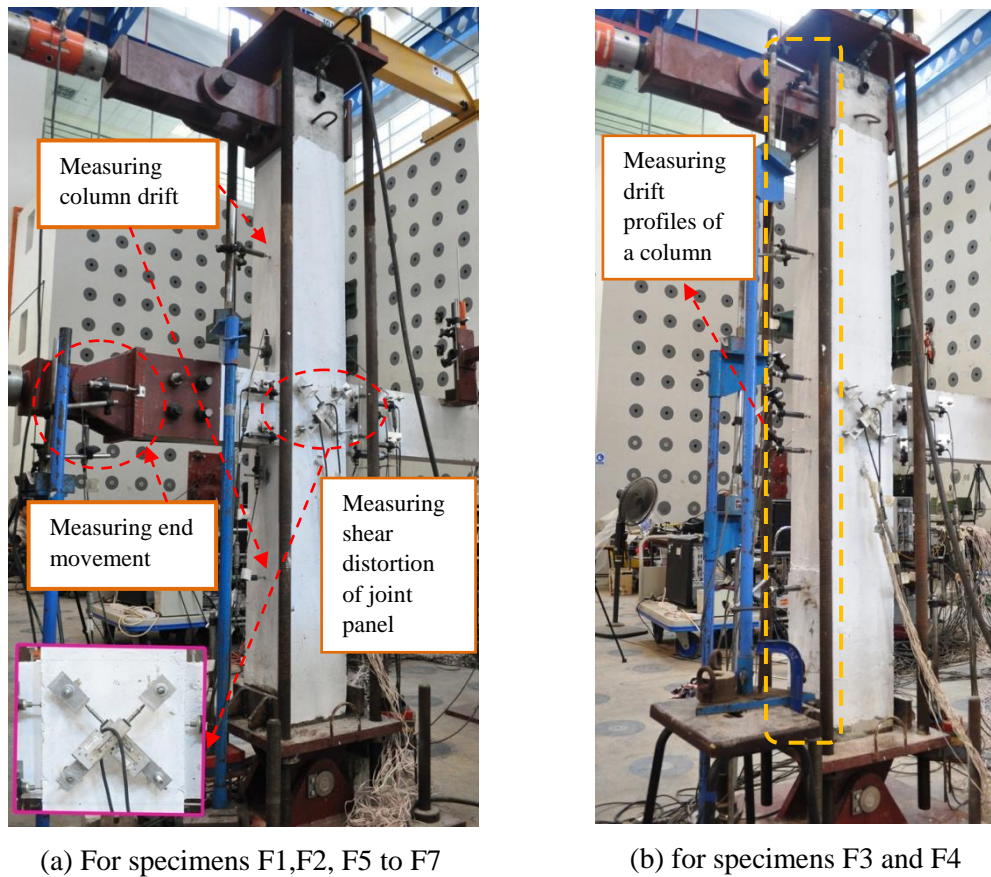 Measuring
column drift
Measuring end
movement
Measuring
shear
distortion
of joint
panel
(a) For specimens F1,F2, F5 to F7
Measuring
drift
profiles of
a column
(b) for specimens F3 and F4